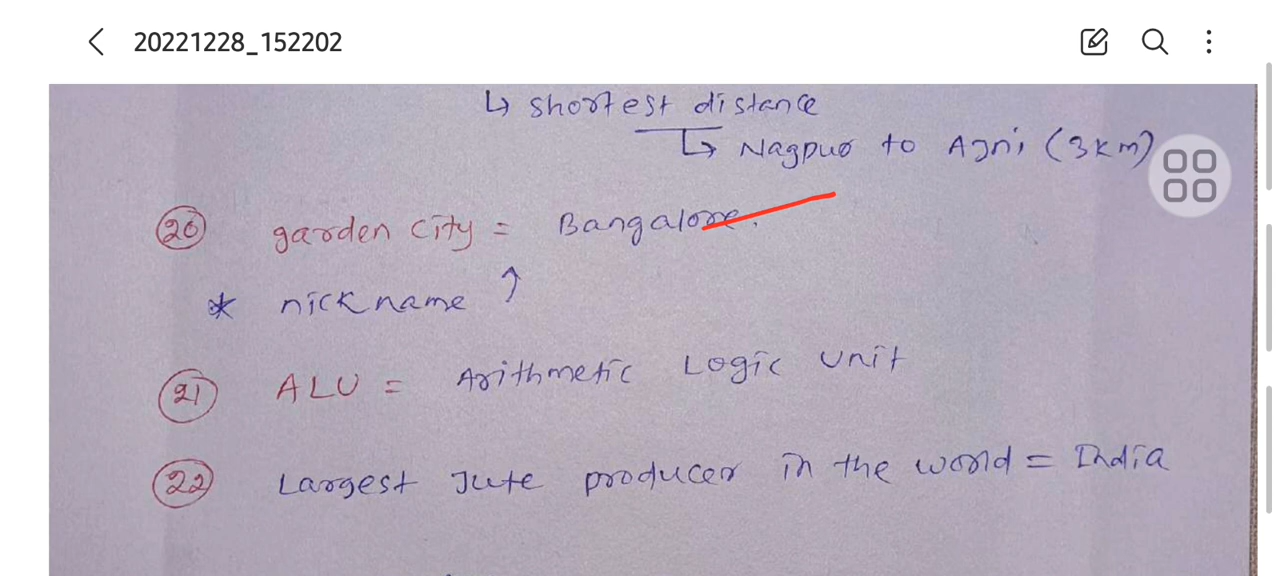 20221228_152202
↳ shortest distance
↳ Nagpur to Ajni (3km)
20 garden city = Bangalore.
* nickname ↑
21 ALU = Arithmetic Logic Unit
22 Largest Jute producer in the world = India